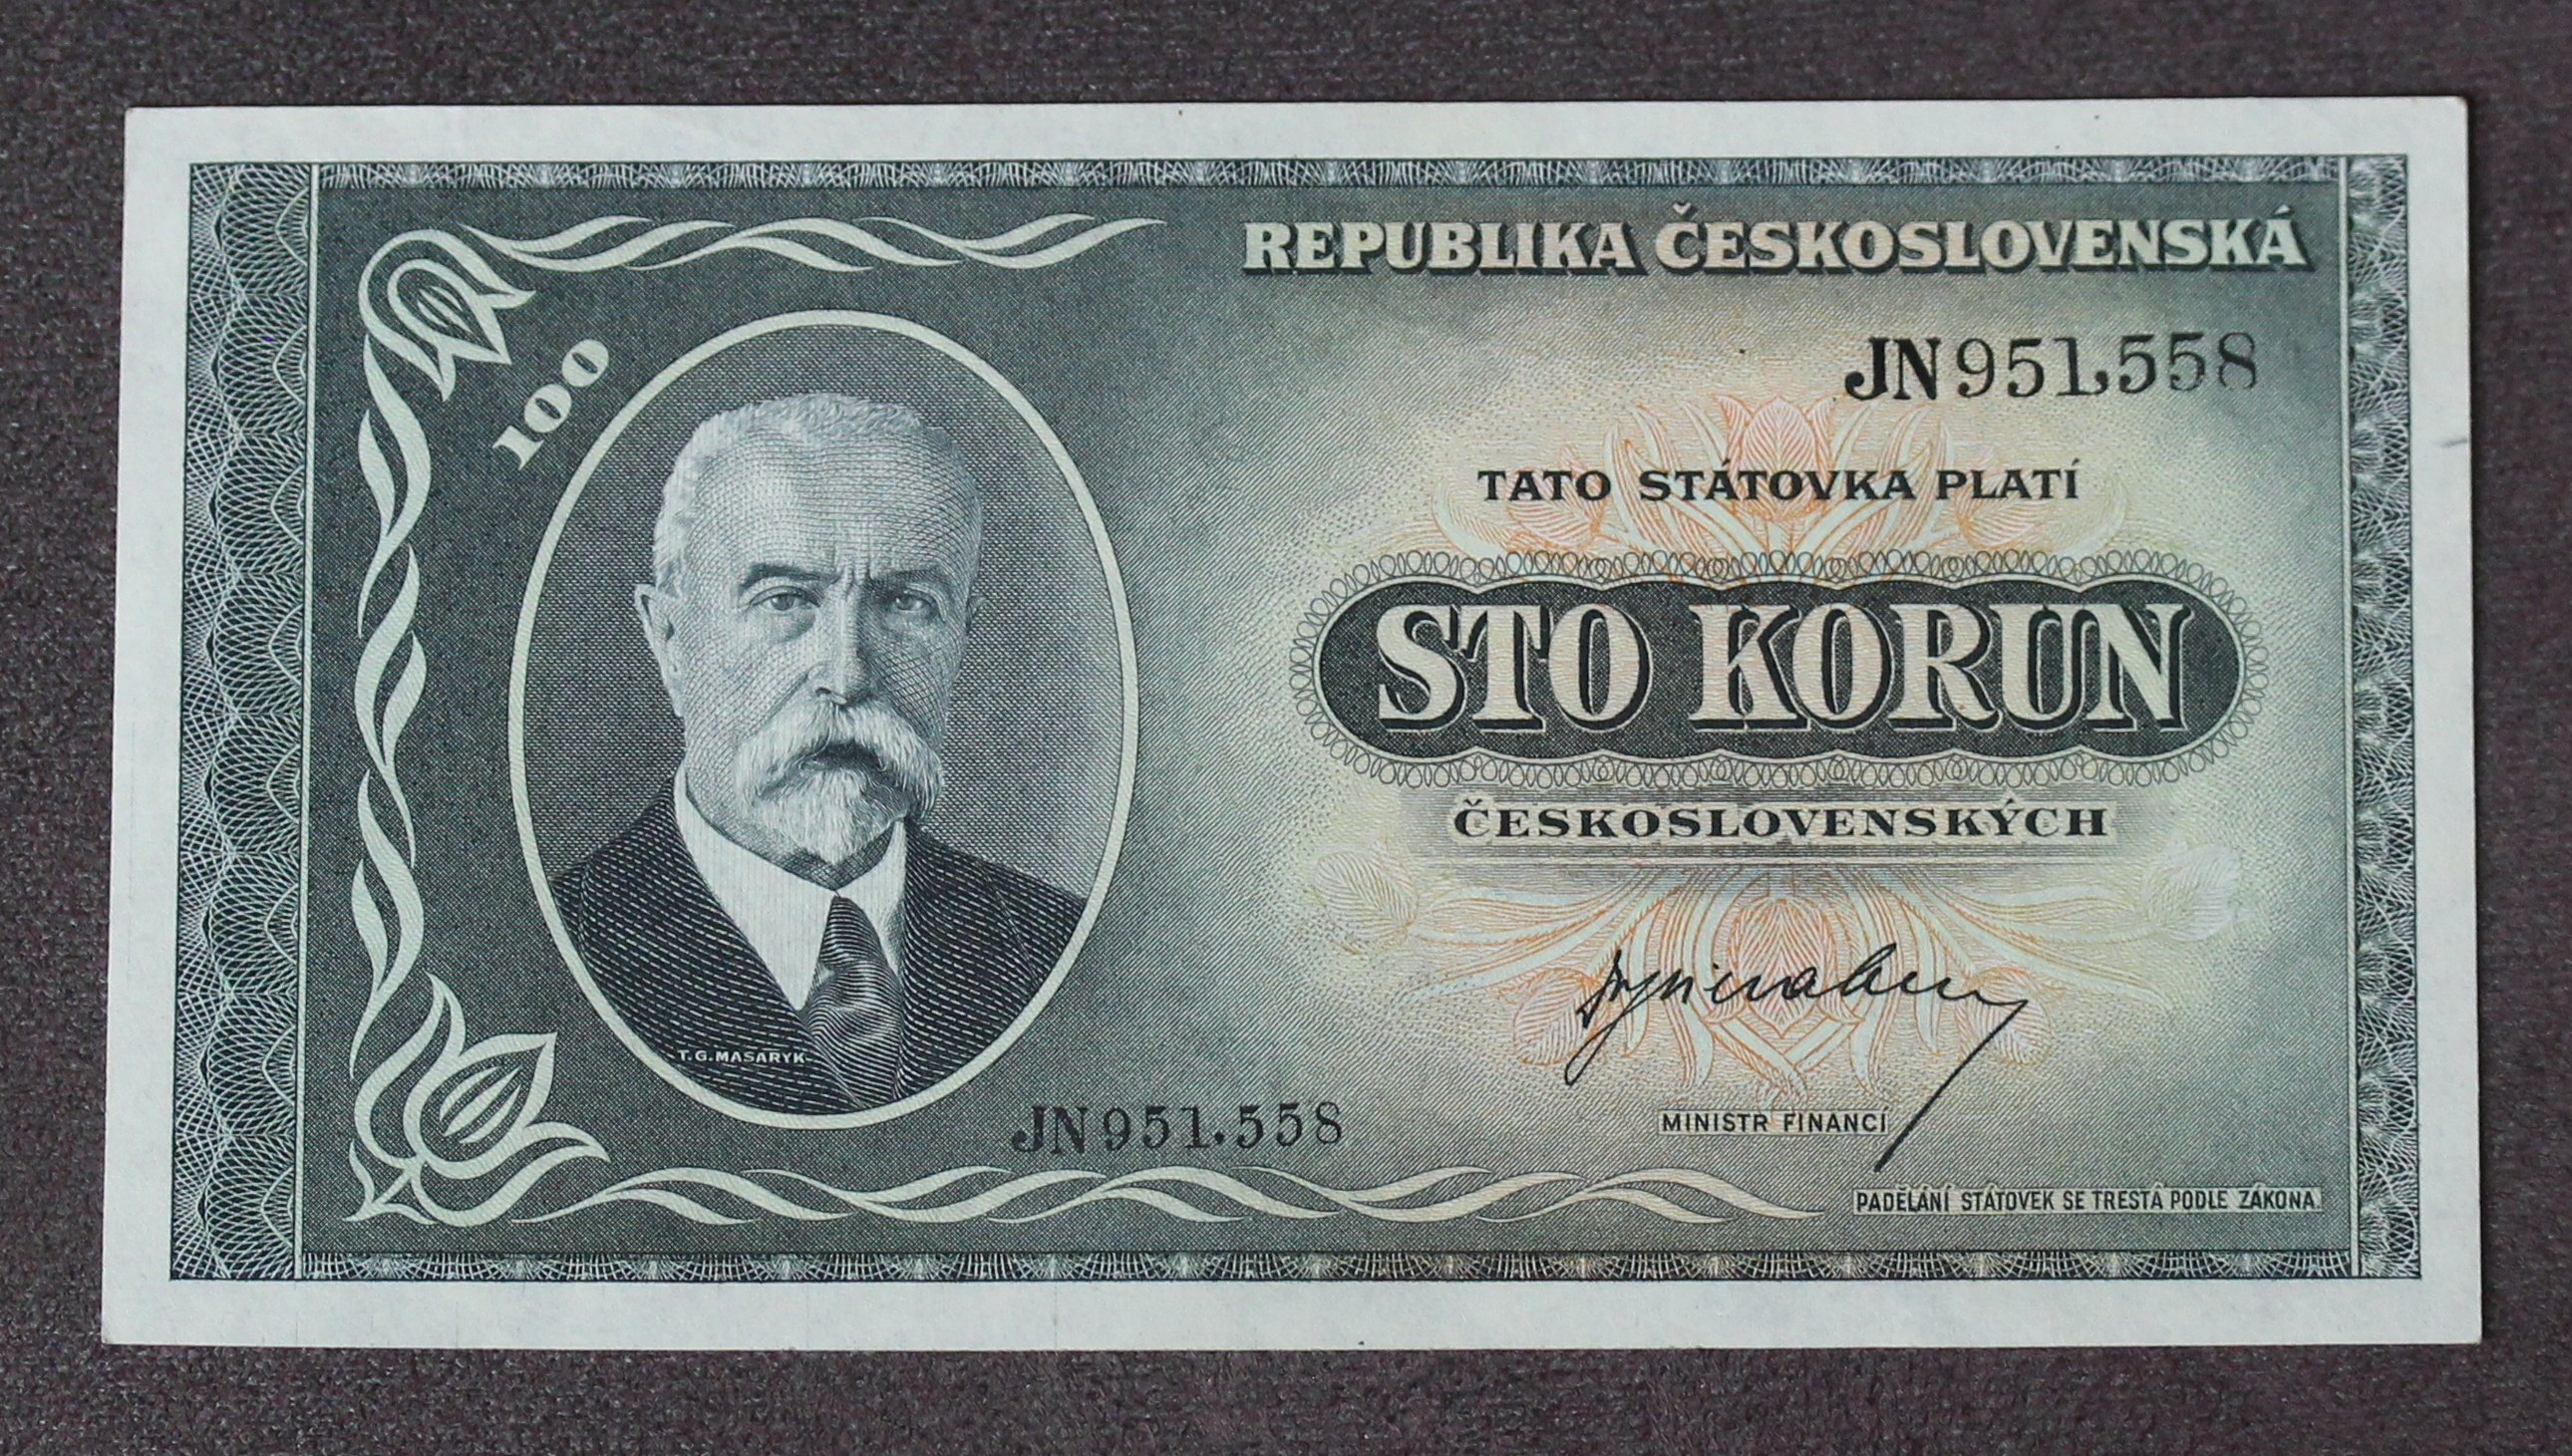 REPUBLIKA ČESKOSLOVENSKÁ
100
JN951.558
TATO STÁTOVKA PLATÍ
STO KORUN
ČESKOSLOVENSKÝCH
T. G. MASARYK
JN951.558
MINISTR FINANCÍ
PADĚLÁNÍ STÁTOVEK SE TRESTÁ PODLE ZÁKONA.